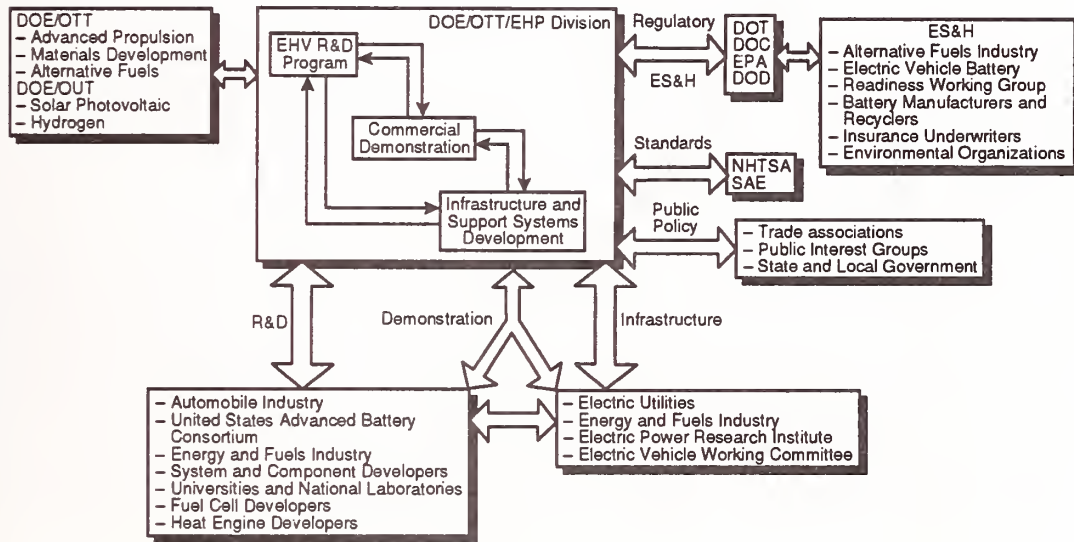 DOE/OTT
– Advanced Propulsion
– Materials Development
– Alternative Fuels
DOE/OUT
– Solar Photovoltaic
– Hydrogen
DOE/OTT/EHP Division
EHV R&D
Program
Commercial
Demonstration
Infrastructure and
Support Systems
Development
Regulatory
ES&H
DOT
DOC
EPA
DOD
ES&H
– Alternative Fuels Industry
– Electric Vehicle Battery
– Readiness Working Group
– Battery Manufacturers and
Recyclers
– Insurance Underwriters
– Environmental Organizations
Standards
NHTSA
SAE
Public
Policy
– Trade associations
– Public Interest Groups
– State and Local Government
R&D
Demonstration
Infrastructure
– Automobile Industry
– United States Advanced Battery
Consortium
– Energy and Fuels Industry
– System and Component Developers
– Universities and National Laboratories
– Fuel Cell Developers
– Heat Engine Developers
– Electric Utilities
– Energy and Fuels Industry
– Electric Power Research Institute
– Electric Vehicle Working Committee